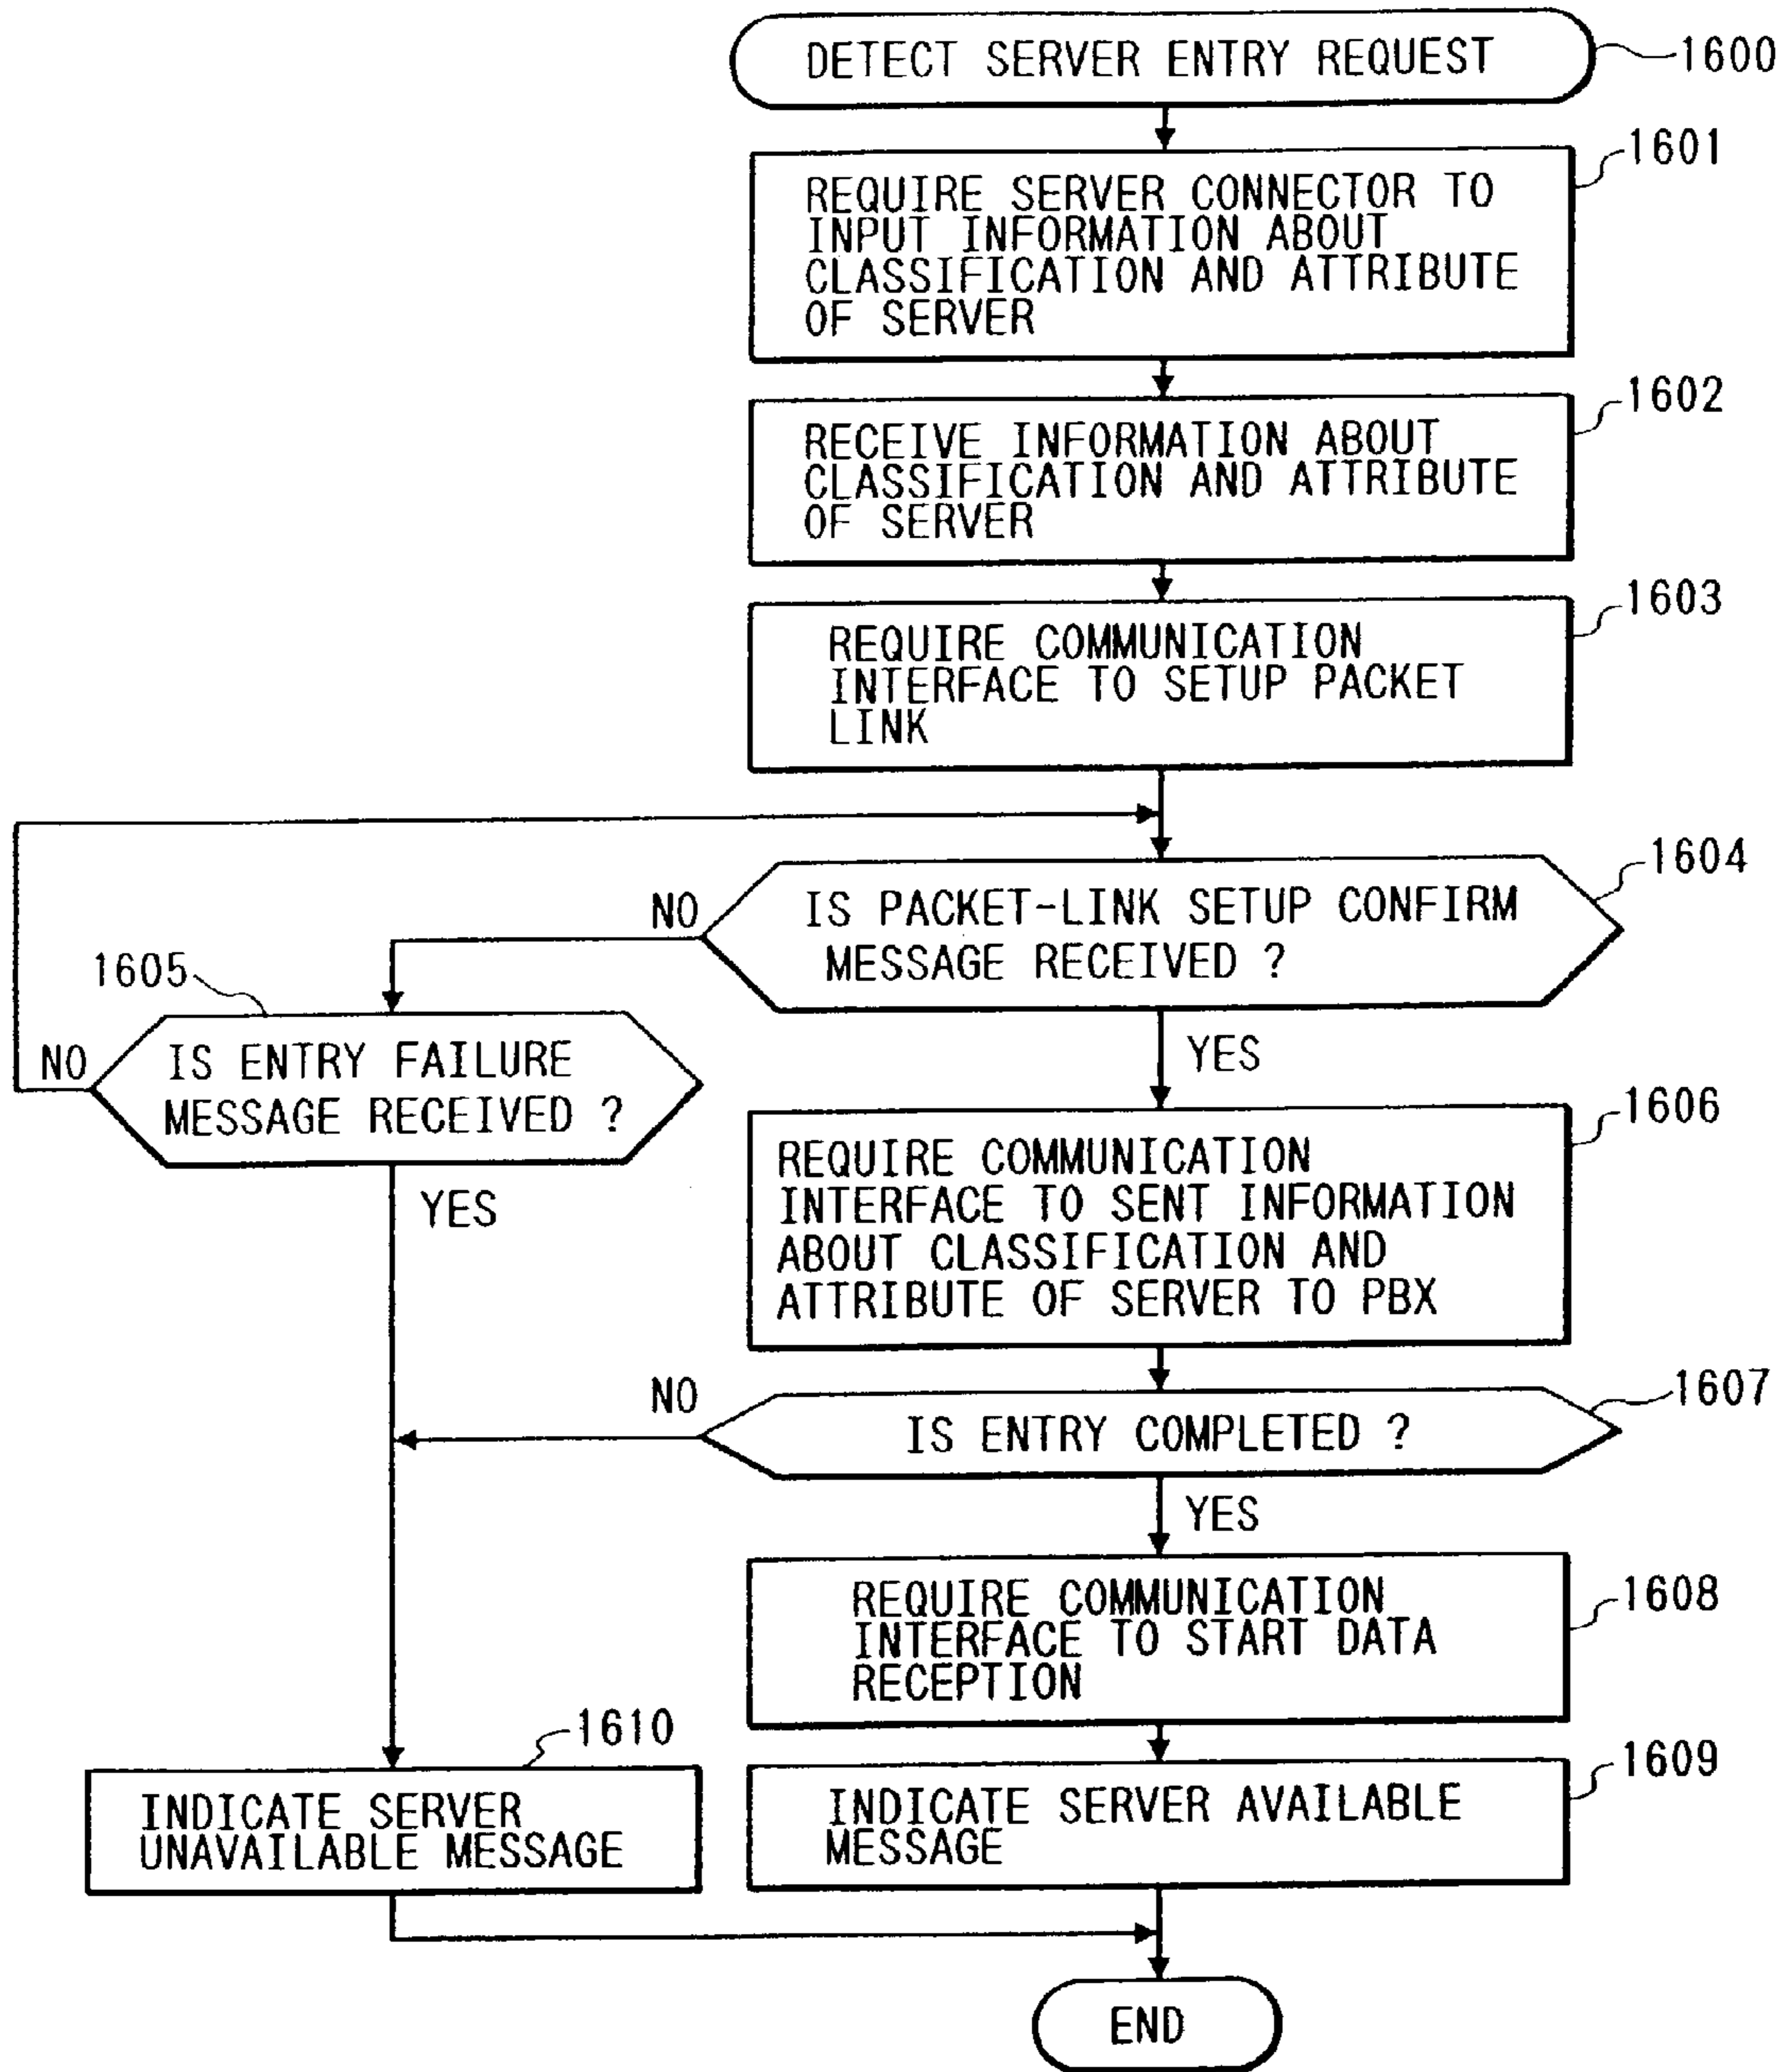 DETECT SERVER ENTRY REQUEST
1600
1601
REQUIRE SERVER CONNECTOR TO
INPUT INFORMATION ABOUT
CLASSIFICATION AND ATTRIBUTE
OF SERVER
1602
RECEIVE INFORMATION ABOUT
CLASSIFICATION AND ATTRIBUTE
OF SERVER
1603
REQUIRE COMMUNICATION
INTERFACE TO SETUP PACKET
LINK
1604
NO
IS PACKET-LINK SETUP CONFIRM
MESSAGE RECEIVED ?
1605
NO
IS ENTRY FAILURE
MESSAGE RECEIVED ?
YES
YES
1606
REQUIRE COMMUNICATION
INTERFACE TO SENT INFORMATION
ABOUT CLASSIFICATION AND
ATTRIBUTE OF SERVER TO PBX
NO
1607
IS ENTRY COMPLETED ?
YES
1608
REQUIRE COMMUNICATION
INTERFACE TO START DATA
RECEPTION
1610
INDICATE SERVER
UNAVAILABLE MESSAGE
1609
INDICATE SERVER AVAILABLE
MESSAGE
END